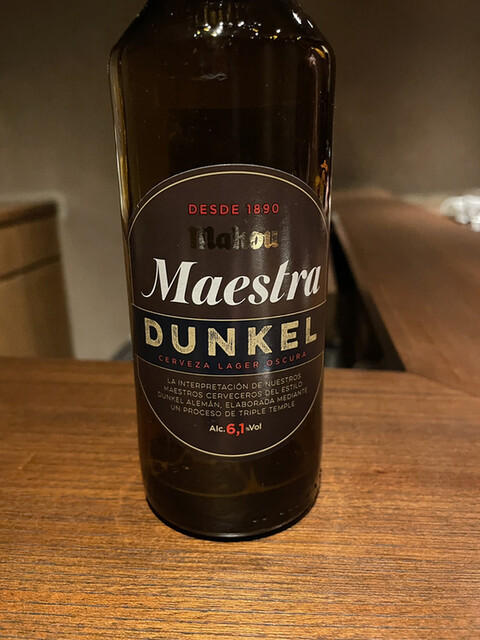 DESDE 1890
Mahou
Maestra
DUNKEL
CERVEZA LAGER OSCURA
LA INTERPRETACIÓN DE NUESTROS
MAESTROS CERVECEROS DEL ESTILO
DUNKEL ALEMÁN, ELABORADA MEDIANTE
UN PROCESO DE TRIPLE TEMPLE
Alc. 6,1 %Vol